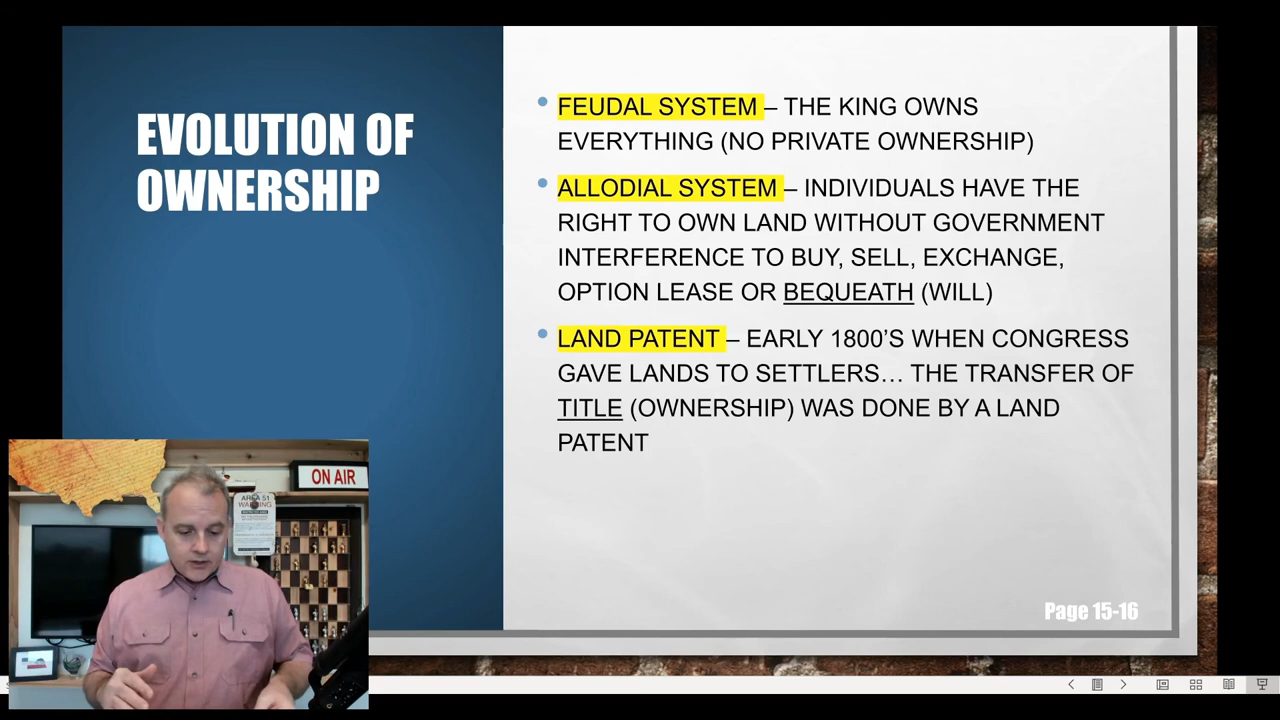 EVOLUTION OF
OWNERSHIP
• FEUDAL SYSTEM – THE KING OWNS
EVERYTHING (NO PRIVATE OWNERSHIP)
• ALLODIAL SYSTEM – INDIVIDUALS HAVE THE
RIGHT TO OWN LAND WITHOUT GOVERNMENT
INTERFERENCE TO BUY, SELL, EXCHANGE,
OPTION LEASE OR BEQUEATH (WILL)
• LAND PATENT – EARLY 1800'S WHEN CONGRESS
GAVE LANDS TO SETTLERS… THE TRANSFER OF
TITLE (OWNERSHIP) WAS DONE BY A LAND
PATENT
Page 15-16
ON AIR
AREA 51
WARNING